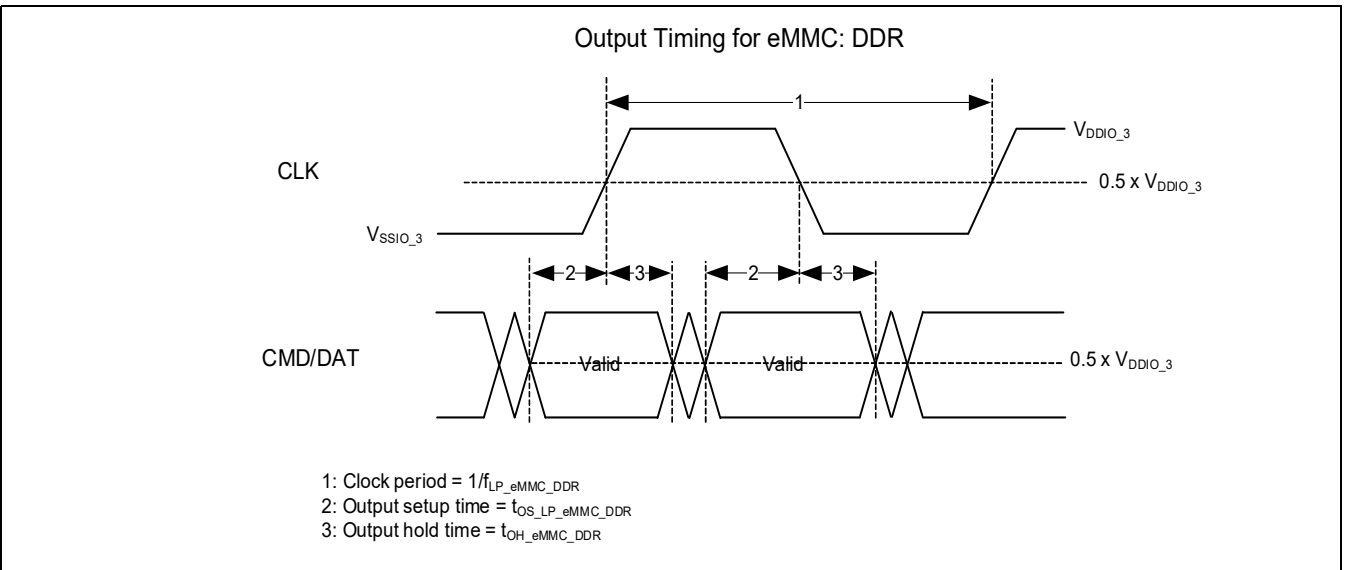 Output Timing for eMMC: DDR
1
V_DDIO_3
CLK
0.5 x V_DDIO_3
V_SSIO_3
2 3 2 3
CMD/DAT
Valid Valid
0.5 x V_DDIO_3
1: Clock period = 1/f_LP_eMMC_DDR
2: Output setup time = t_OS_LP_eMMC_DDR
3: Output hold time = t_OH_eMMC_DDR